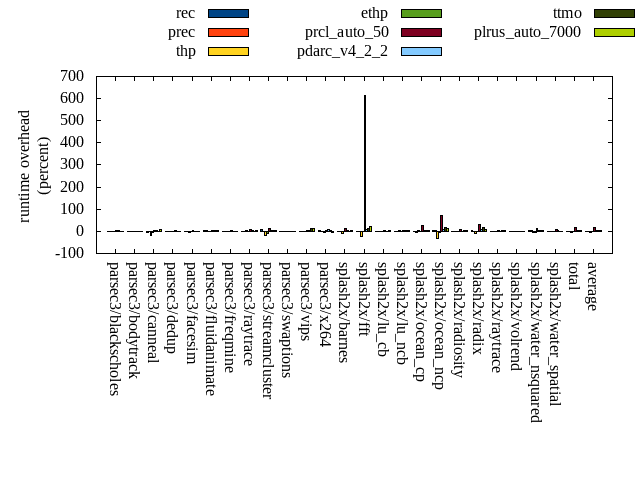 rec
prec
thp
ethp
prcl_auto_50
pdarc_v4_2_2
ttmo
plrus_auto_7000
runtime overhead
(percent)
700
600
500
400
300
200
100
0
-100
parsec3/blackscholes
parsec3/bodytrack
parsec3/canneal
parsec3/dedup
parsec3/facesim
parsec3/fluidanimate
parsec3/freqmine
parsec3/raytrace
parsec3/streamcluster
parsec3/swaptions
parsec3/vips
parsec3/x264
splash2x/barnes
splash2x/fft
splash2x/lu_cb
splash2x/lu_ncb
splash2x/ocean_cp
splash2x/ocean_ncp
splash2x/radiosity
splash2x/radix
splash2x/raytrace
splash2x/volrend
splash2x/water_nsquared
splash2x/water_spatial
total
average